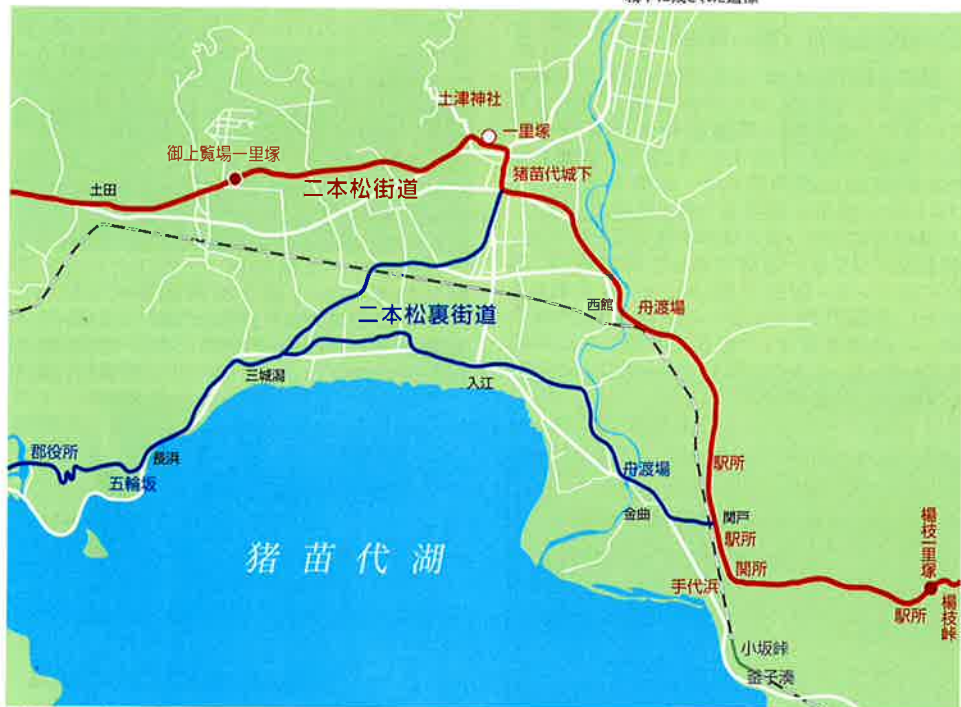 土津神社
一里塚
御上覧場一里塚
猪苗代城下
土田
二本松街道
西館
舟渡場
二本松裏街道
三城潟
入江
郡役所
長浜
五輪坂
舟渡場
駅所
金曲
関戸
駅所
楊枝一里塚
猪苗代湖
関所
手代浜
駅所
楊枝峠
小坂峠
釜子湊